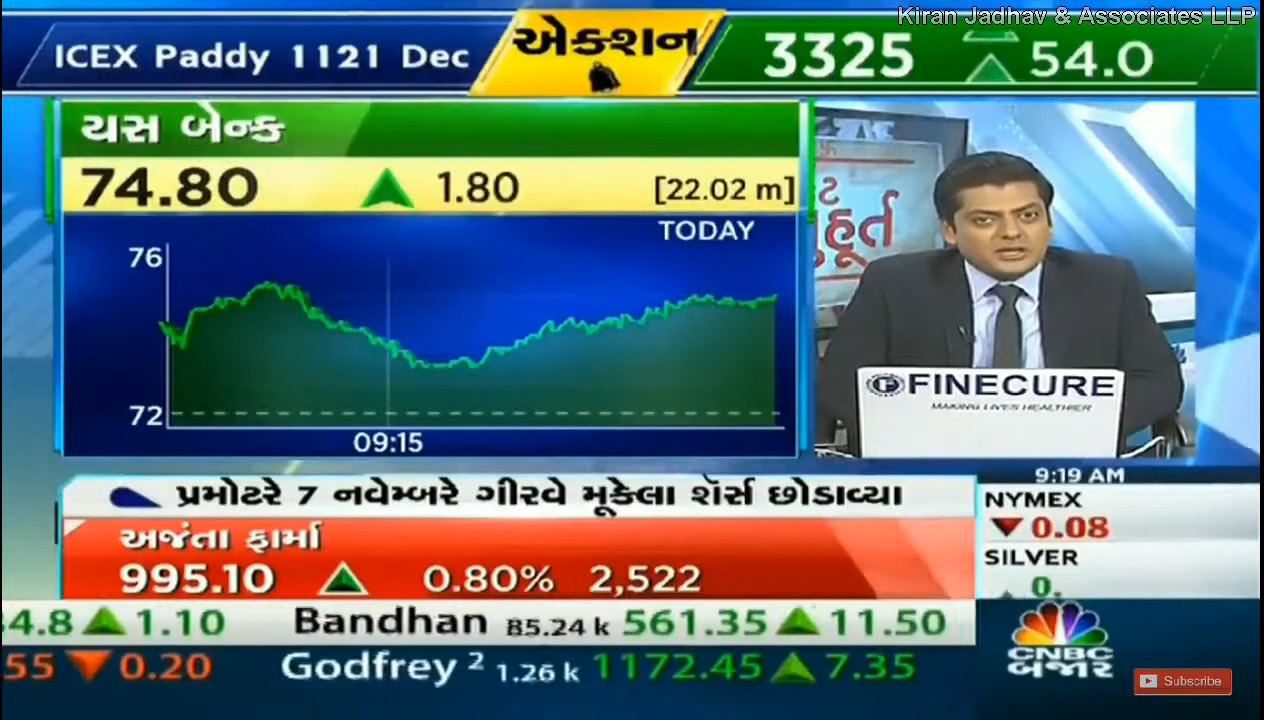 Kiran Jadhav & Associates LLP
ICEX Paddy 1121 Dec
એક્શન
3325 54.0
યસ બેન્ક
74.80 1.80 [22.02 m]
TODAY
76
72
09:15
મુહૂર્ત
FINECURE
MAKING LIVES HEALTHIER
9:19 AM
પ્રમોટરે 7 નવેમ્બરે ગીરવે મૂકેલા શૅર્સ છોડાવ્યા
અજંતા ફાર્મા
995.10 0.80% 2,522
NYMEX
0.08
SILVER
0.
4.8 1.10 Bandhan 85.24 k 561.35 11.50
55 0.20 Godfrey 2 1.26 k 1172.45 7.35
CNBC
બજાર
Subscribe